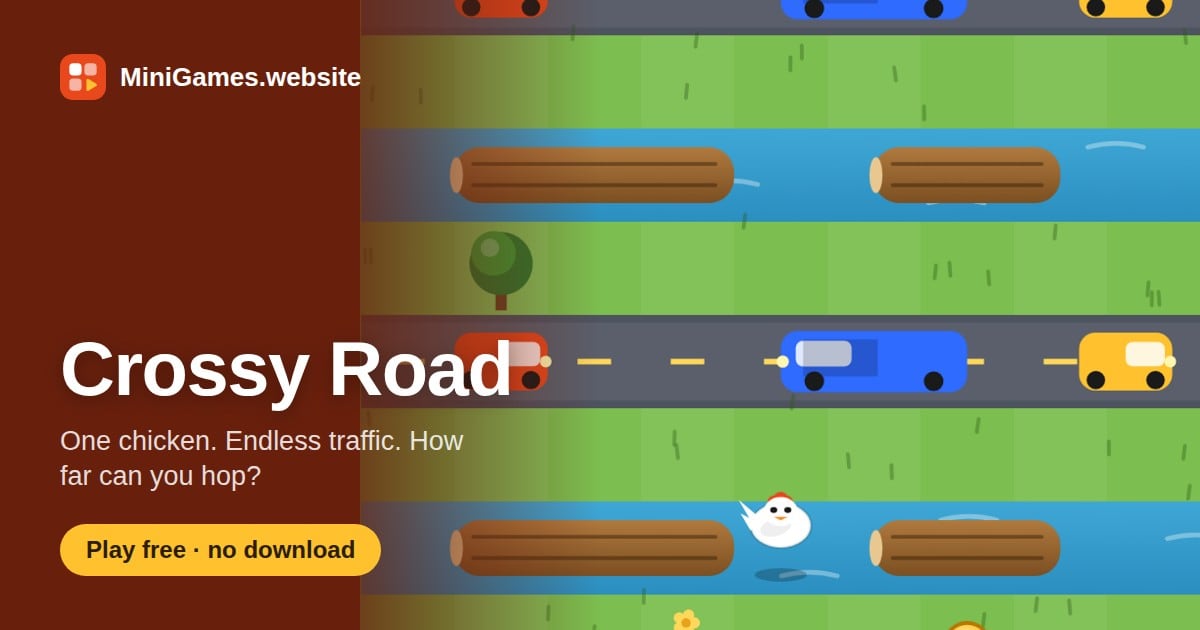 MiniGames.website
Crossy Road
One chicken. Endless traffic. How
far can you hop?
Play free · no download